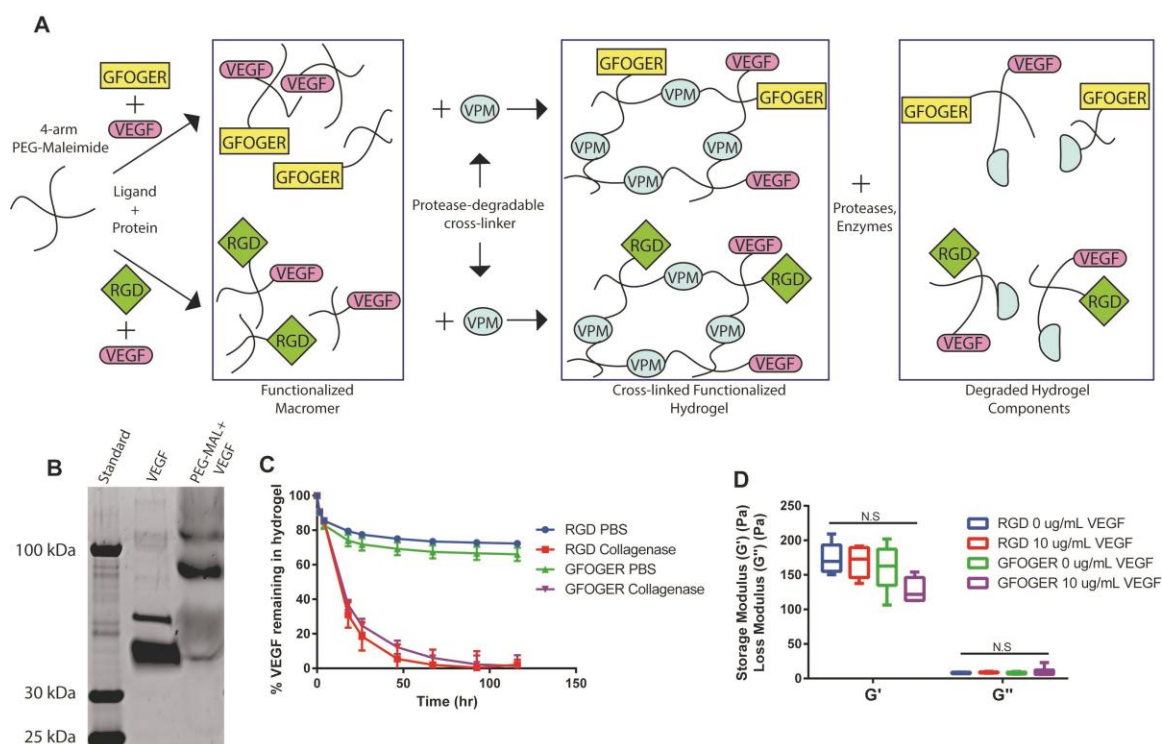 A
GFOGER
+
VEGF
4-arm
PEG-Maleimide
Ligand
+
Protein
RGD
+
VEGF
VEGF
VEGF
GFOGER
GFOGER
RGD
VEGF
VEGF
RGD
Functionalized
Macromer
+ VPM
Protease-degradable
cross-linker
+ VPM
GFOGER
VEGF
VPM
GFOGER
VPM
VPM
VPM
VEGF
RGD
VEGF
VPM
RGD
VPM
VPM
VPM
VEGF
Cross-linked Functionalized
Hydrogel
+
Proteases,
Enzymes
VEGF
GFOGER
GFOGER
RGD
VEGF
RGD
VEGF
Degraded Hydrogel
Components
B
Standard
VEGF
PEG-MAL+
VEGF
100 kDa
30 kDa
25 kDa
C
% VEGF remaining in hydrogel
100
80
60
40
20
0
0 50 100 150
Time (hr)
RGD PBS
RGD Collagenase
GFOGER PBS
GFOGER Collagenase
D
Storage Modulus (G') (Pa)
Loss Modulus (G") (Pa)
250
200
150
100
50
0
N.S
N.S
G' G"
RGD 0 ug/mL VEGF
RGD 10 ug/mL VEGF
GFOGER 0 ug/mL VEGF
GFOGER 10 ug/mL VEGF